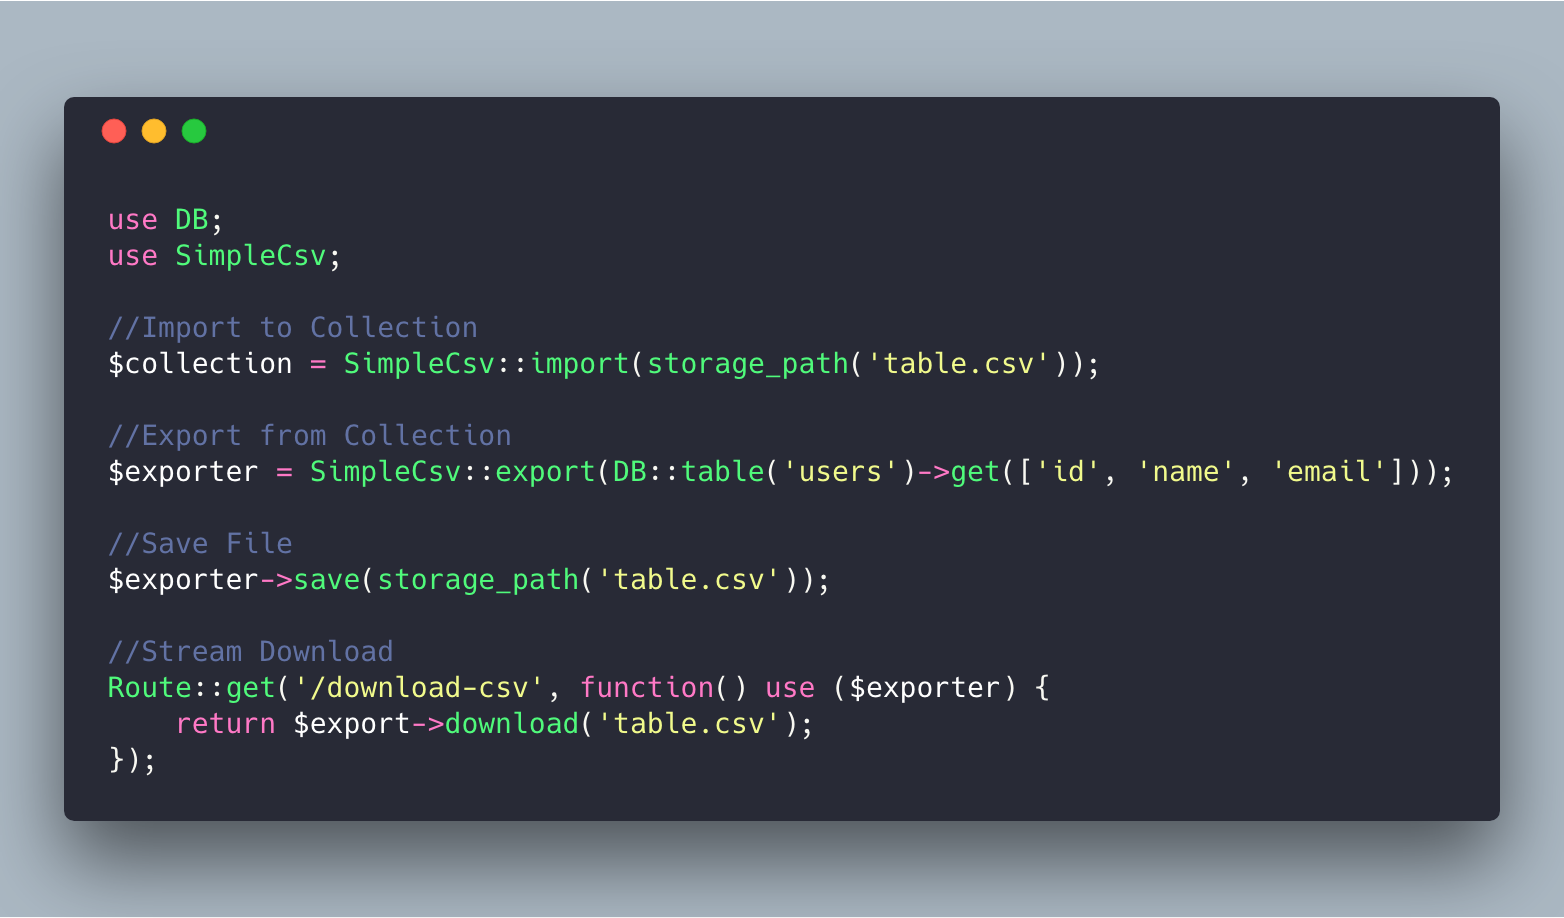 use DB;
use SimpleCsv;
//Import to Collection
$collection = SimpleCsv::import(storage_path('table.csv'));
//Export from Collection
$exporter = SimpleCsv::export(DB::table('users')->get(['id', 'name', 'email']));
//Save File
$exporter->save(storage_path('table.csv'));
//Stream Download
Route::get('/download-csv', function() use ($exporter) {
    return $export->download('table.csv');
});